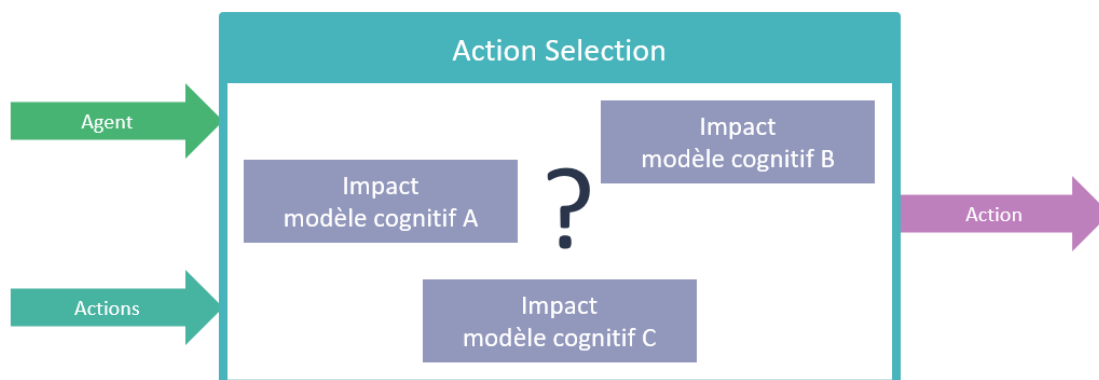 Action Selection
Agent
Impact
modèle cognitif B
Impact
modèle cognitif A
?
Action
Actions
Impact
modèle cognitif C